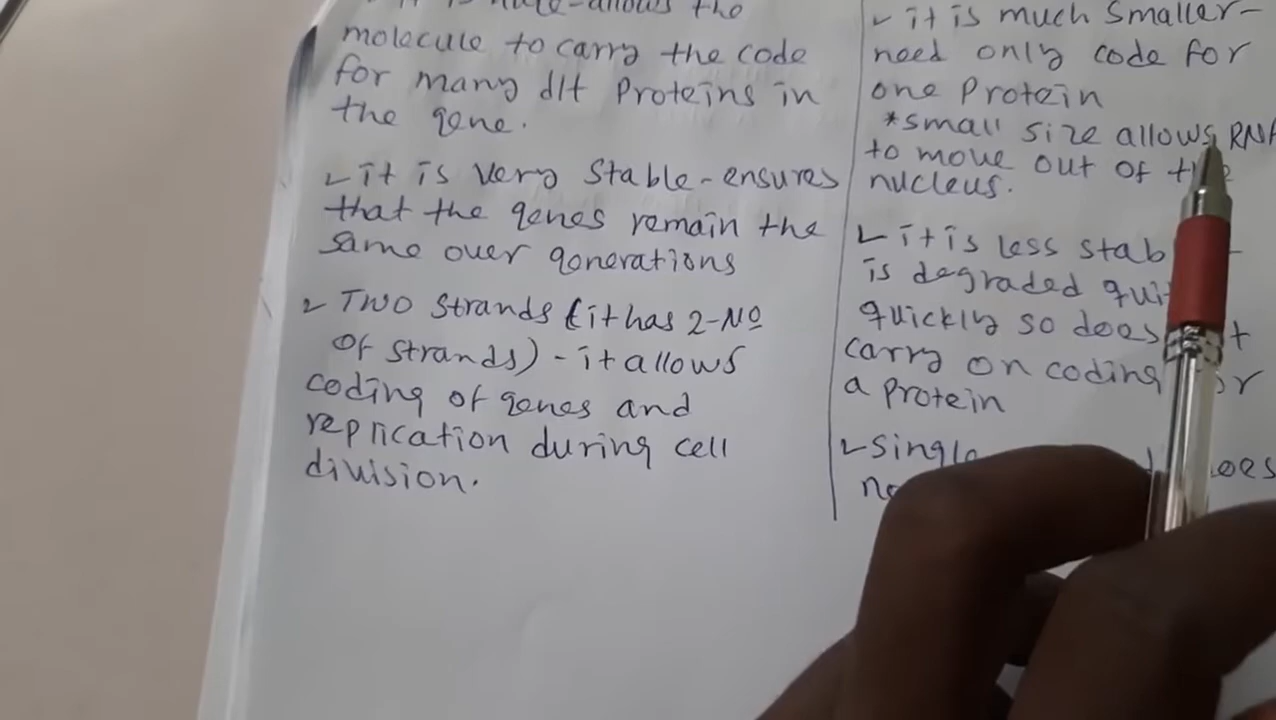 the
molecule to carry the code
for many dlt Proteins in
the gene.
it is very stable-ensures
that the genes remain the
same over generations
TWO strands (it has 2-No
of strands) - it allows
coding of genes and
replication during cell
division.
it is much smaller-
need only code for
one Protein
*small size allows RNA
to move out of the
nucleus.
it is less
is degraded
quickly so does
carry on coding
a protein
single